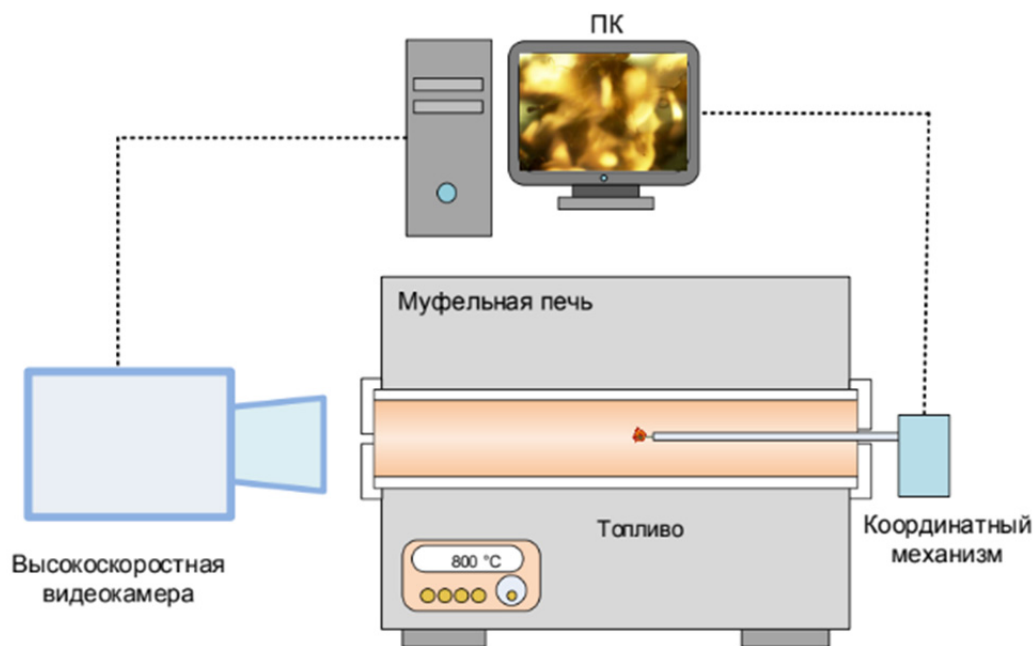 ПК
Муфельная печь
Топливо
800 °C
Высокоскоростная
видеокамера
Координатный
механизм